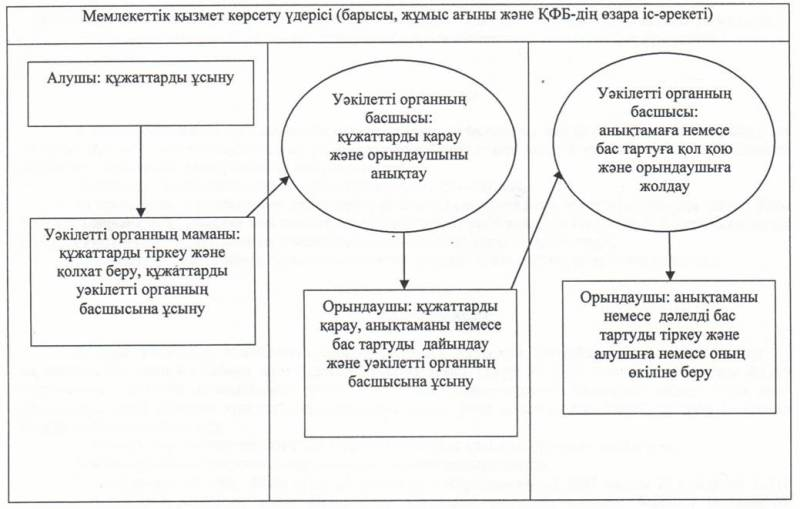 Мемлекеттік қызмет көрсету үдерісі (барысы, жұмыс ағыны және ҚФБ-дің өзара іс-әрекеті)
Алушы: құжаттарды ұсыну
Уәкілетті органның маманы:
құжаттарды тіркеу және
қолхат беру, құжаттарды
уәкілетті органның
басшысына ұсыну
Уәкілетті органның
басшысы:
құжаттарды қарау
және орындаушыны
анықтау
Орындаушы: құжаттарды
қарау, анықтаманы немесе
бас тартуды дайындау
және уәкілетті органның
басшысына ұсыну
Уәкілетті органның
басшысы:
анықтамаға немесе
бас тартуға қол қою
және орындаушыға
жолдау
Орындаушы: анықтаманы
немесе дәлелді бас
тартуды тіркеу және
алушыға немесе оның
өкіліне беру